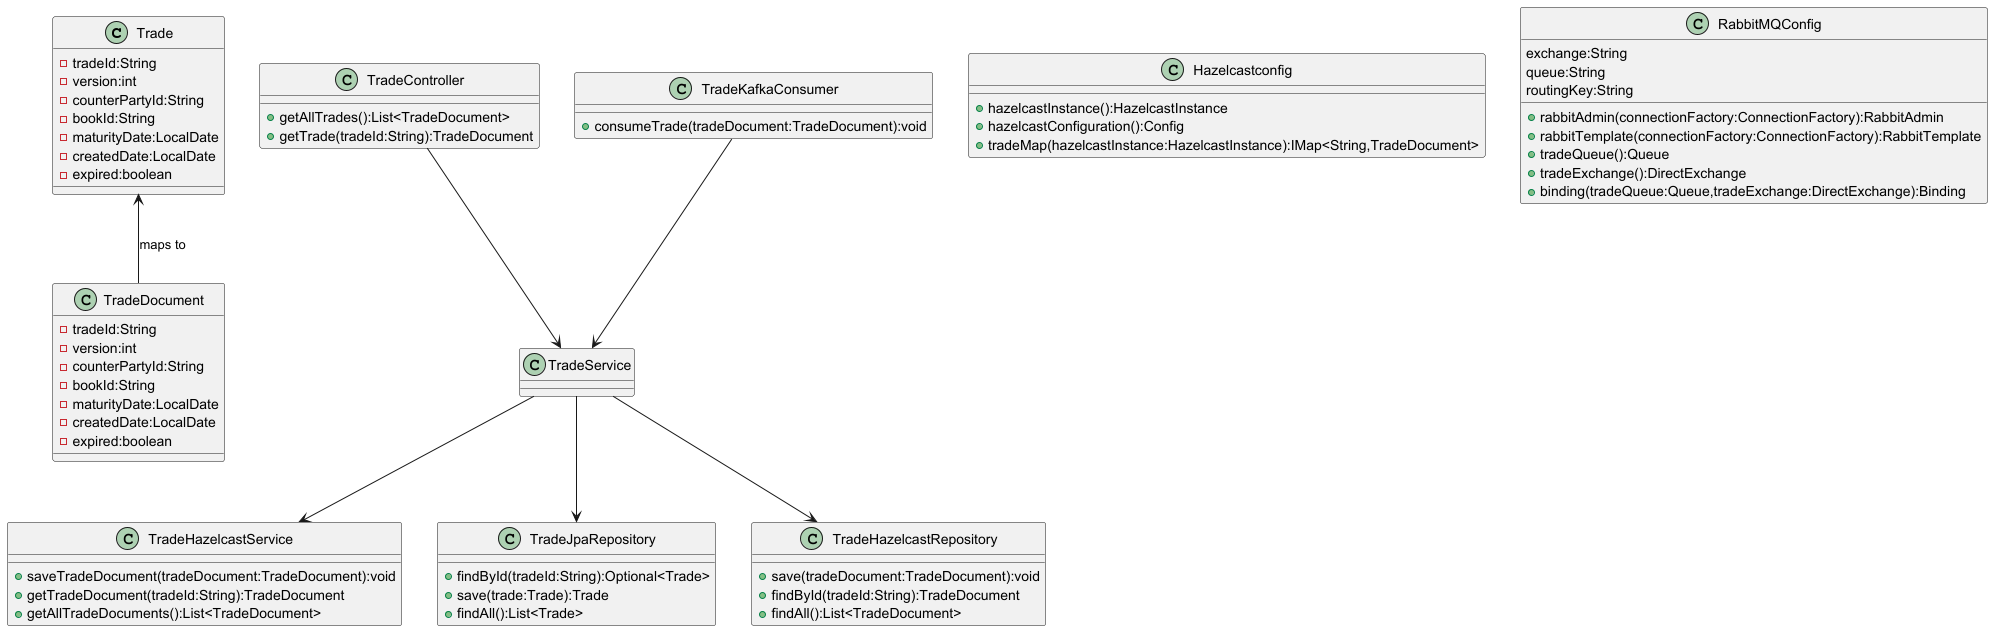 C Trade
tradeId:String
version:int
counterPartyId:String
bookId:String
maturityDate:LocalDate
createdDate:LocalDate
expired:boolean
C TradeController
getAllTrades():List<TradeDocument>
getTrade(tradeId:String):TradeDocument
C TradeKafkaConsumer
consumeTrade(tradeDocument:TradeDocument):void
C Hazelcastconfig
hazelcastInstance():HazelcastInstance
hazelcastConfiguration():Config
tradeMap(hazelcastInstance:HazelcastInstance):IMap<String,TradeDocument>
C RabbitMQConfig
exchange:String
queue:String
routingKey:String
rabbitAdmin(connectionFactory:ConnectionFactory):RabbitAdmin
rabbitTemplate(connectionFactory:ConnectionFactory):RabbitTemplate
tradeQueue():Queue
tradeExchange():DirectExchange
binding(tradeQueue:Queue,tradeExchange:DirectExchange):Binding
maps to
C TradeDocument
tradeId:String
version:int
counterPartyId:String
bookId:String
maturityDate:LocalDate
createdDate:LocalDate
expired:boolean
C TradeService
C TradeHazelcastService
saveTradeDocument(tradeDocument:TradeDocument):void
getTradeDocument(tradeId:String):TradeDocument
getAllTradeDocuments():List<TradeDocument>
C TradeJpaRepository
findById(tradeId:String):Optional<Trade>
save(trade:Trade):Trade
findAll():List<Trade>
C TradeHazelcastRepository
save(tradeDocument:TradeDocument):void
findById(tradeId:String):TradeDocument
findAll():List<TradeDocument>